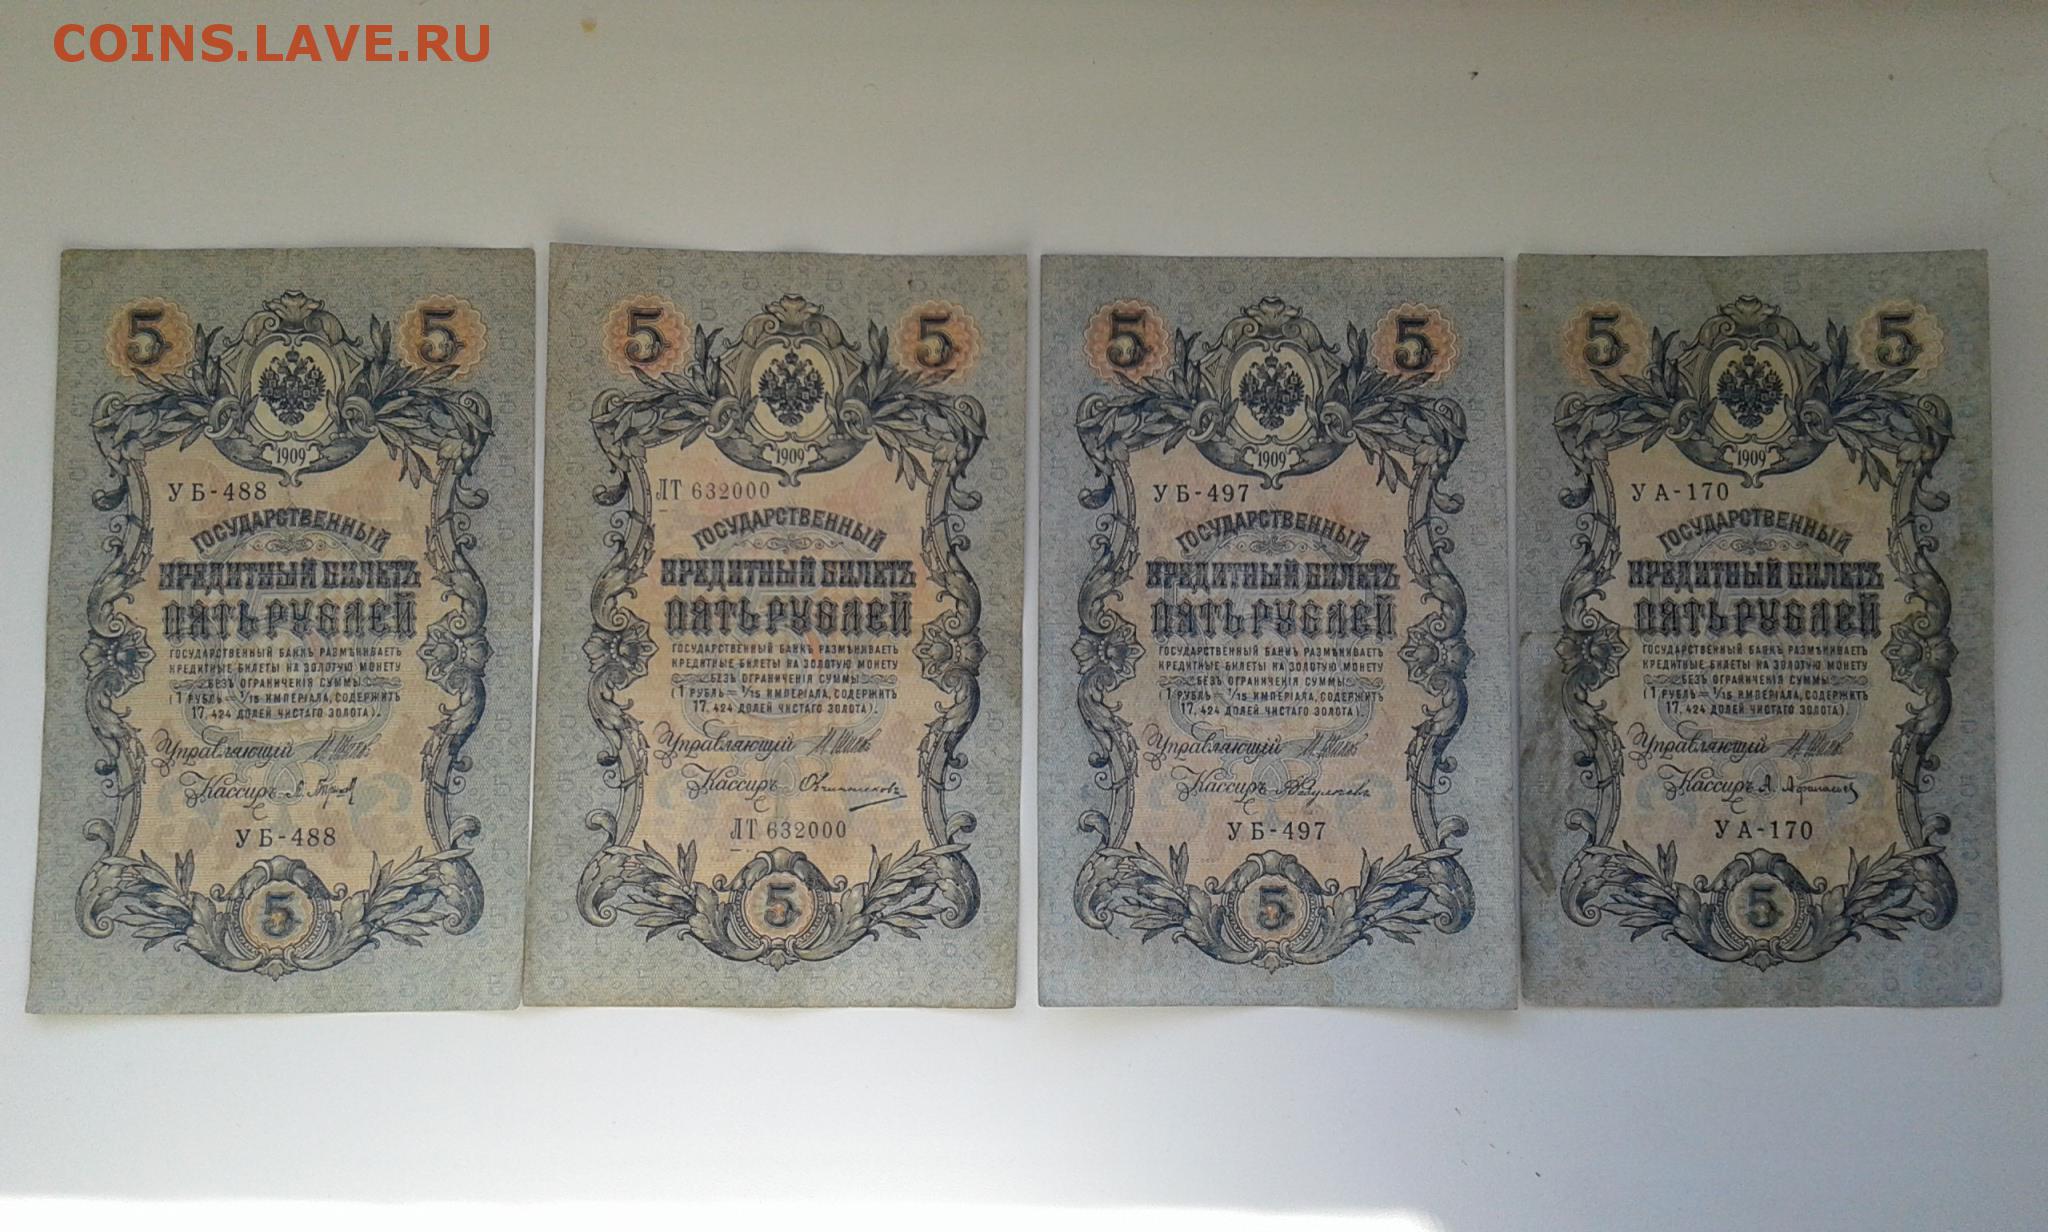 COINS.LAVE.RU
5 5
1909
УБ-488
ГОСУДАРСТВЕННЫЙ
КРЕДИТНЫЙ БИЛЕТЪ
ПЯТЬ РУБЛЕЙ
ГОСУДАРСТВЕННЫЙ БАНКЪ РАЗМѢНИВАЕТЪ
КРЕДИТНЫЕ БИЛЕТЫ НА ЗОЛОТУЮ МОНЕТУ
БЕЗЪ ОГРАНИЧЕНІЯ СУММЫ
(1 РУБЛЬ = 1/15 ИМПЕРІАЛА, СОДЕРЖИТЪ
17,424 ДОЛЕЙ ЧИСТАГО ЗОЛОТА).
Управляющій
Кассиръ
УБ-488
5
5 5
1909
ЛТ 632000
ГОСУДАРСТВЕННЫЙ
КРЕДИТНЫЙ БИЛЕТЪ
ПЯТЬ РУБЛЕЙ
ГОСУДАРСТВЕННЫЙ БАНКЪ РАЗМѢНИВАЕТЪ
КРЕДИТНЫЕ БИЛЕТЫ НА ЗОЛОТУЮ МОНЕТУ
БЕЗЪ ОГРАНИЧЕНІЯ СУММЫ
(1 РУБЛЬ = 1/15 ИМПЕРІАЛА, СОДЕРЖИТЪ
17,424 ДОЛЕЙ ЧИСТАГО ЗОЛОТА).
Управляющій
Кассиръ Овчинниковъ
ЛТ 632000
5
5 5
1909
УБ-497
ГОСУДАРСТВЕННЫЙ
КРЕДИТНЫЙ БИЛЕТЪ
ПЯТЬ РУБЛЕЙ
ГОСУДАРСТВЕННЫЙ БАНКЪ РАЗМѢНИВАЕТЪ
КРЕДИТНЫЕ БИЛЕТЫ НА ЗОЛОТУЮ МОНЕТУ
БЕЗЪ ОГРАНИЧЕНІЯ СУММЫ
(1 РУБЛЬ = 1/15 ИМПЕРІАЛА, СОДЕРЖИТЪ
17,424 ДОЛЕЙ ЧИСТАГО ЗОЛОТА).
Управляющій
Кассиръ
УБ-497
5
5 5
1909
УА-170
ГОСУДАРСТВЕННЫЙ
КРЕДИТНЫЙ БИЛЕТЪ
ПЯТЬ РУБЛЕЙ
ГОСУДАРСТВЕННЫЙ БАНКЪ РАЗМѢНИВАЕТЪ
КРЕДИТНЫЕ БИЛЕТЫ НА ЗОЛОТУЮ МОНЕТУ
БЕЗЪ ОГРАНИЧЕНІЯ СУММЫ
(1 РУБЛЬ = 1/15 ИМПЕРІАЛА, СОДЕРЖИТЪ
17,424 ДОЛЕЙ ЧИСТАГО ЗОЛОТА).
Управляющій
Кассиръ А. Афанасьев
УА-170
5